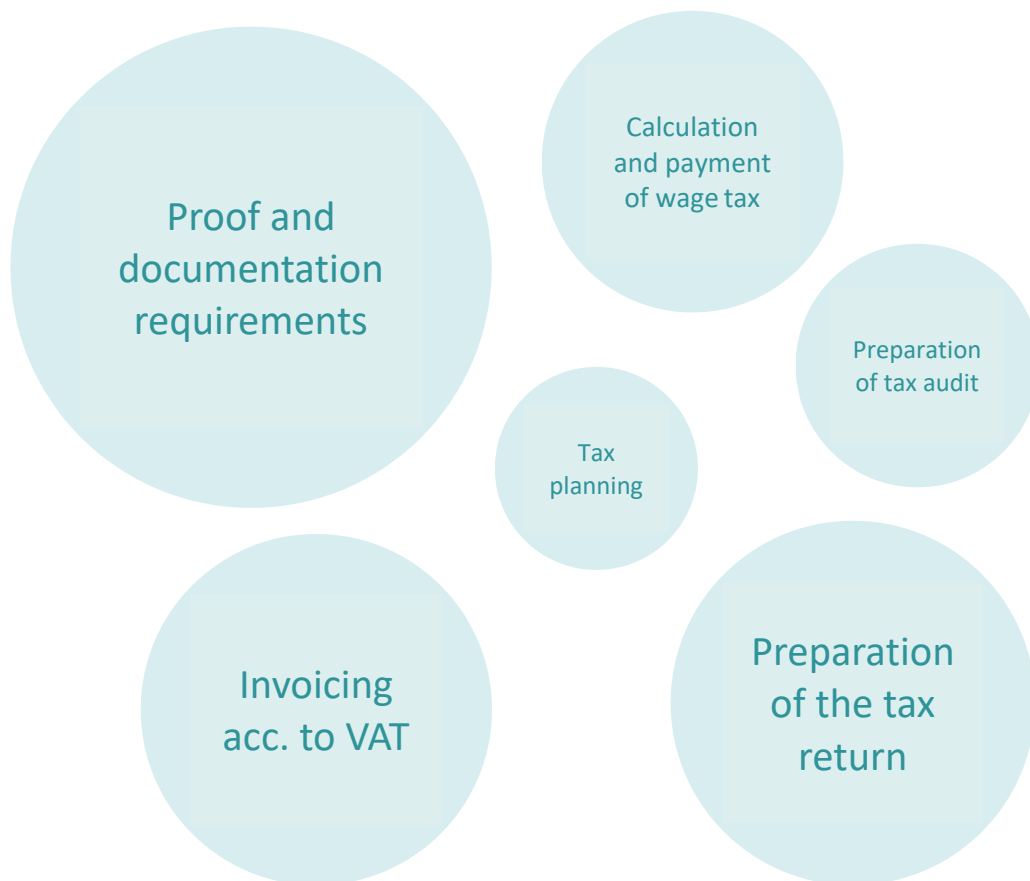 Calculation
and payment
of wage tax
Proof and
documentation
requirements
Preparation
of tax audit
Tax
planning
Invoicing
acc. to VAT
Preparation
of the tax
return